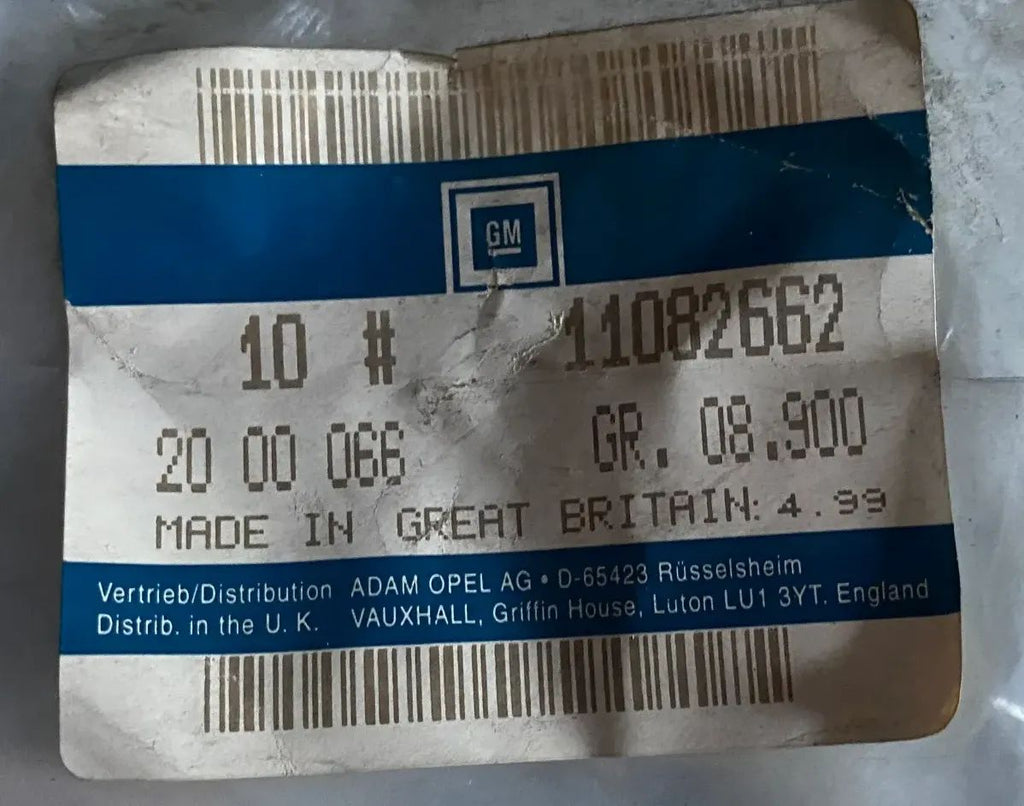 GM
10 # 11082662
20 00 066 GR. 08.900
MADE IN GREAT BRITAIN: 4.99
Vertrieb/Distribution ADAM OPEL AG • D-65423 Rüsselsheim
Distrib. in the U. K. VAUXHALL, Griffin House, Luton LU1 3YT. England